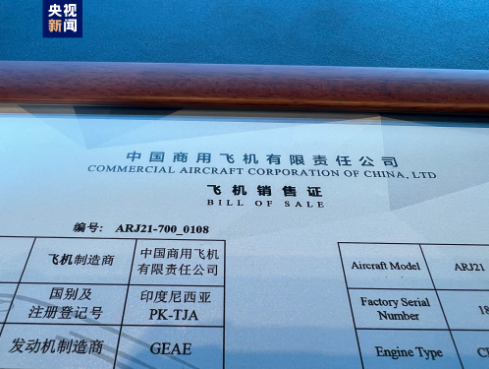 央视
新闻
中国商用飞机有限责任公司
COMMERCIAL AIRCRAFT CORPORATION OF CHINA, LTD
飞机销售证
BILL OF SALE
编号: ARJ21-700_0108
飞机制造商
中国商用飞机
有限责任公司
国别及
注册登记号
印度尼西亚
PK-TJA
发动机制造商
GEAE
Aircraft Model
ARJ21
Factory Serial
Number
18
Engine Type